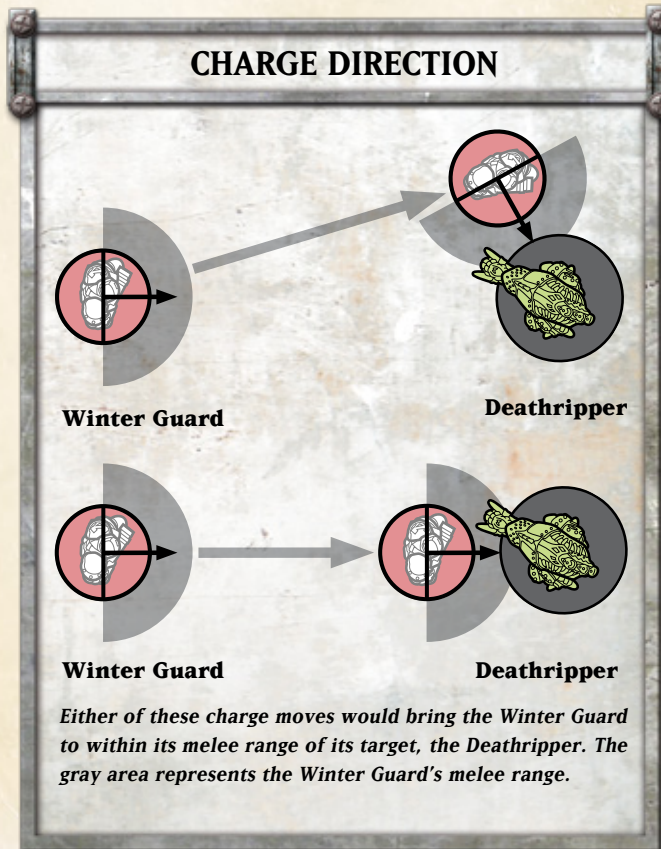 CHARGE DIRECTION
Winter Guard
Deathripper
Winter Guard
Deathripper
Either of these charge moves would bring the Winter Guard
to within its melee range of its target, the Deathripper. The
gray area represents the Winter Guard's melee range.